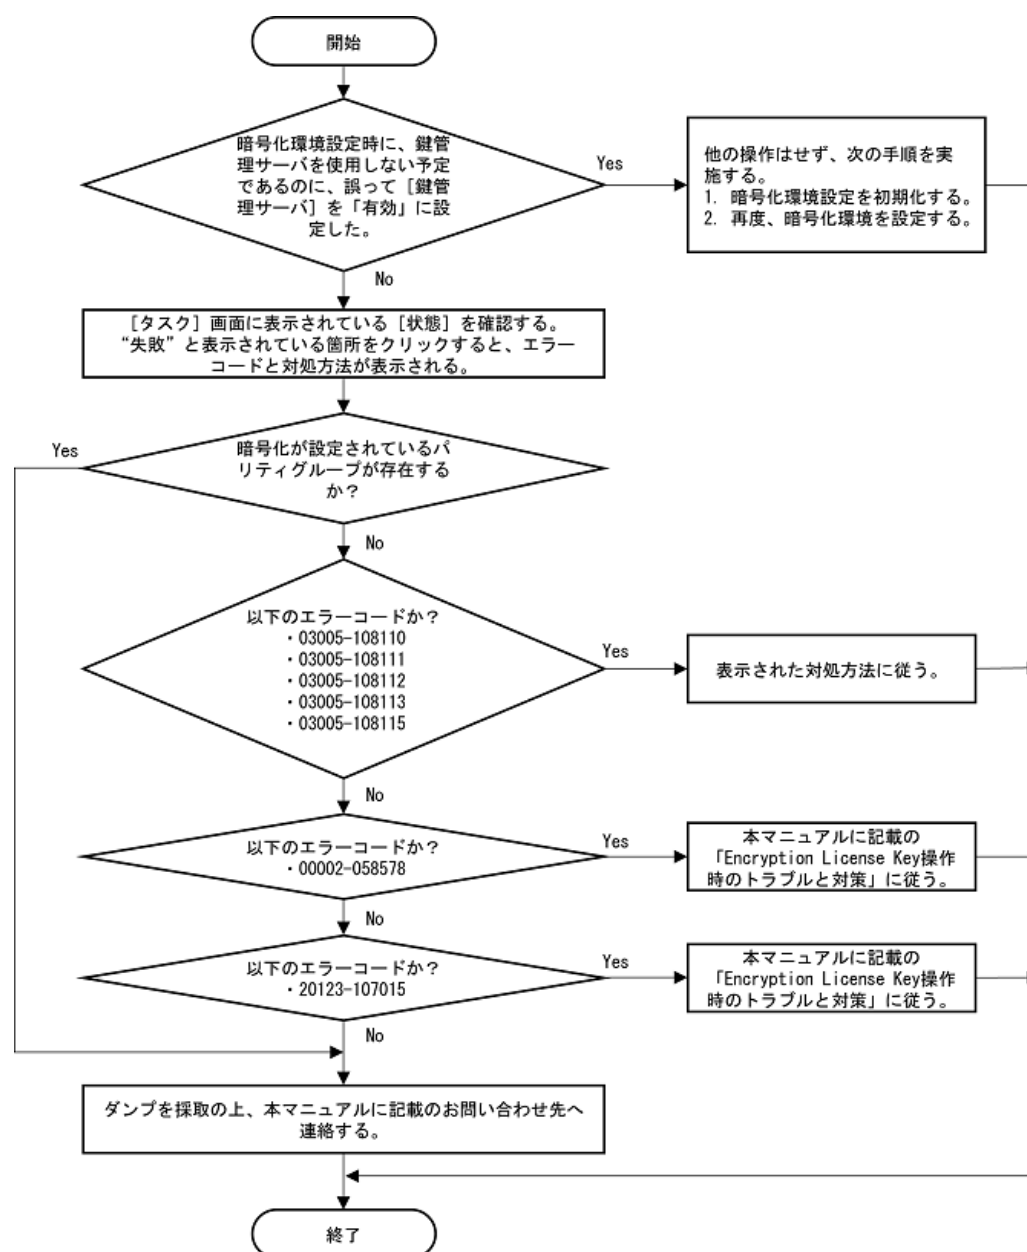 開始
暗号化環境設定時に、鍵管
理サーバを使用しない予定
であるのに、誤って［鍵管
理サーバ］を「有効」に設
定した。
Yes
他の操作はせず、次の手順を実
施する。
1. 暗号化環境設定を初期化する。
2. 再度、暗号化環境を設定する。
No
［タスク］画面に表示されている［状態］を確認する。
“失敗”と表示されている箇所をクリックすると、エラー
コードと対処方法が表示される。
Yes
暗号化が設定されているパ
リティグループが存在する
か？
No
以下のエラーコードか？
・03005-108110
・03005-108111
・03005-108112
・03005-108113
・03005-108115
Yes
表示された対処方法に従う。
No
以下のエラーコードか？
・00002-058578
Yes
本マニュアルに記載の
「Encryption License Key操作
時のトラブルと対策」に従う。
No
以下のエラーコードか？
・20123-107015
Yes
本マニュアルに記載の
「Encryption License Key操作
時のトラブルと対策」に従う。
No
ダンプを採取の上、本マニュアルに記載のお問い合わせ先へ
連絡する。
終了